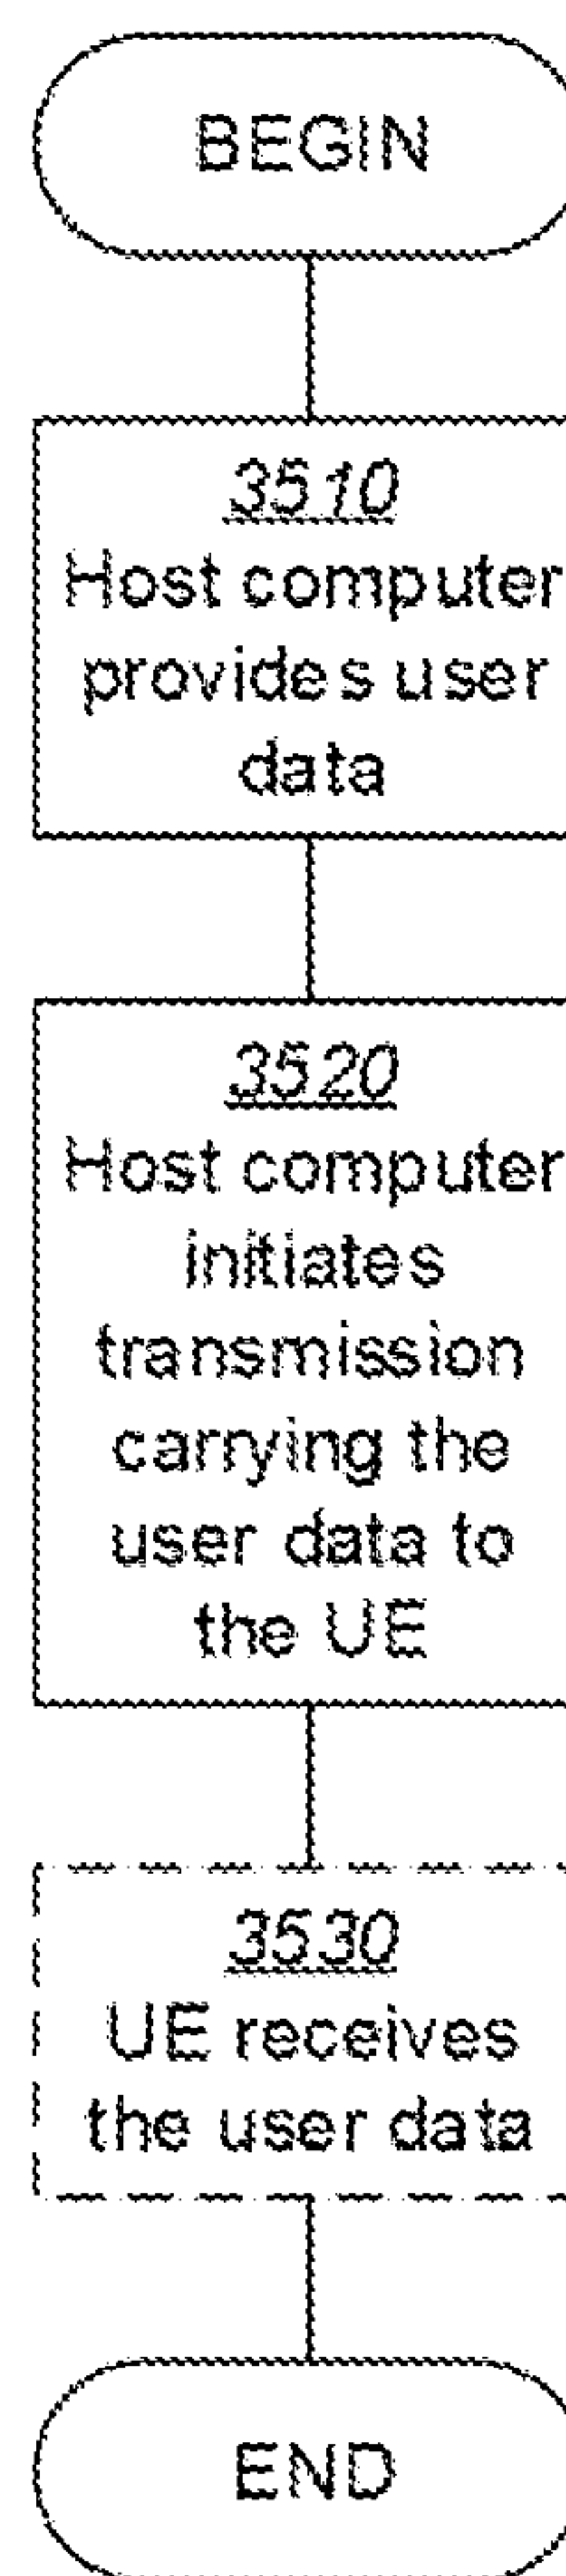 BEGIN
3510
Host computer
provides user
data
3520
Host computer
initiates
transmission
carrying the
user data to
the UE
3530
UE receives
the user data
END